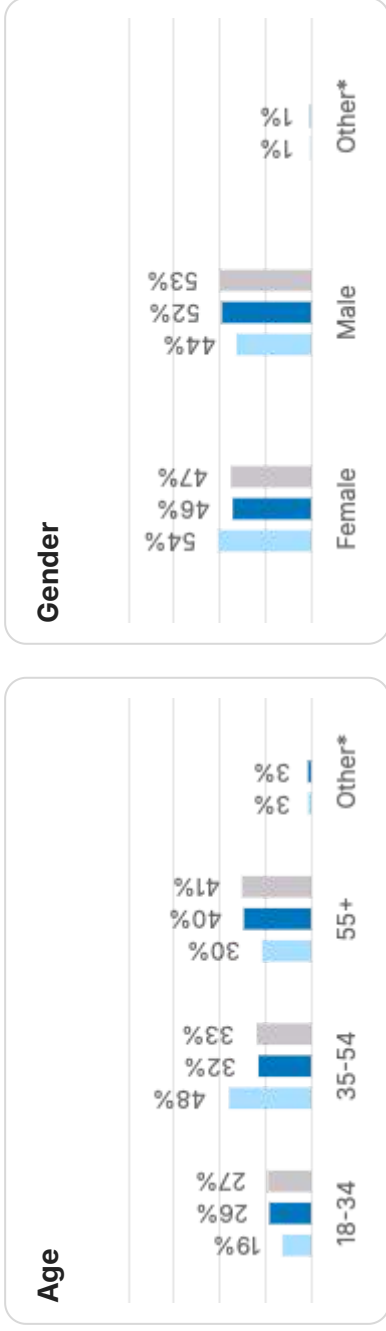 Age
19% 26% 27%
48% 32% 33%
30% 40% 41%
3% 3%
18-34 35-54 55+ Other*
Gender
54% 46% 47%
44% 52% 53%
1% 1%
Female Male Other*